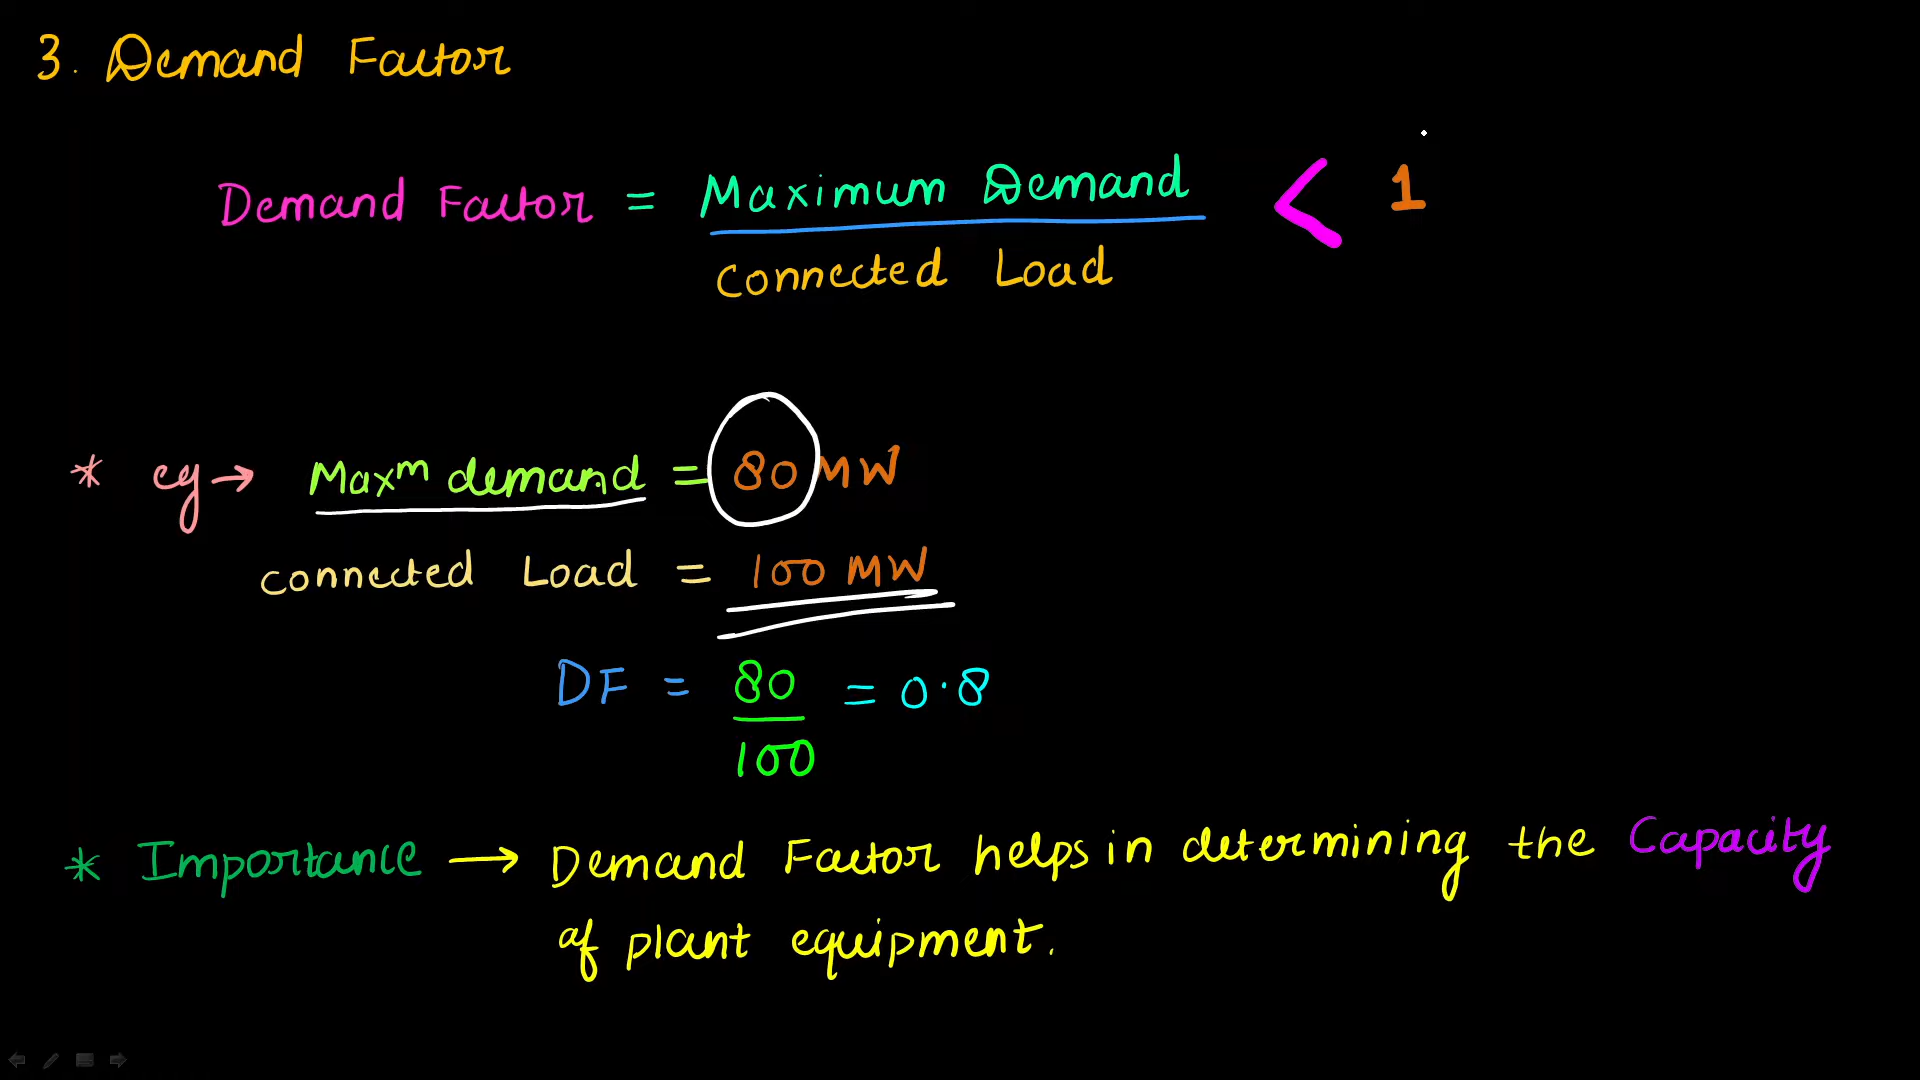 3. Demand Factor
Demand Factor = Maximum Demand < 1
Connected Load
* eg → Maxᵐ demand = 80 MW
connected Load = 100 MW
DF = 80 = 0.8
100
* Importance → Demand Factor helps in determining the Capacity
of plant equipment.